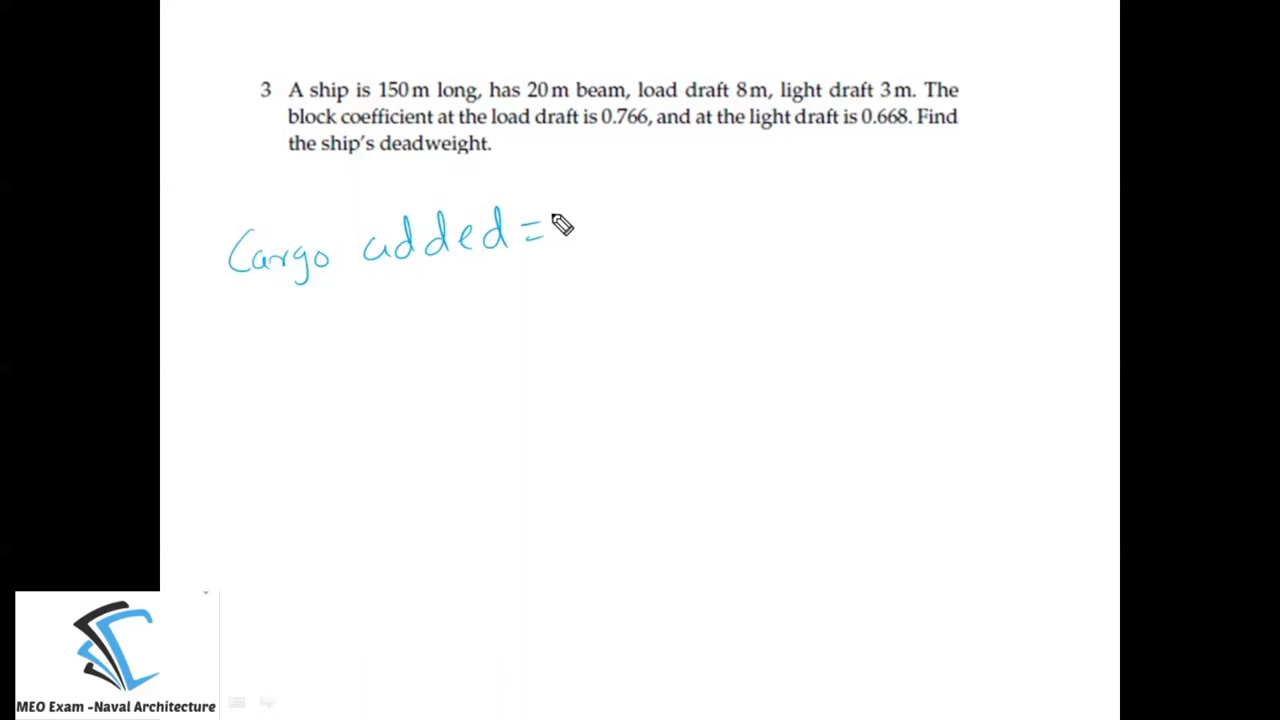 3 A ship is 150 m long, has 20 m beam, load draft 8 m, light draft 3 m. The
block coefficient at the load draft is 0.766, and at the light draft is 0.668. Find
the ship's deadweight.
Cargo added =
MEO Exam -Naval Architecture